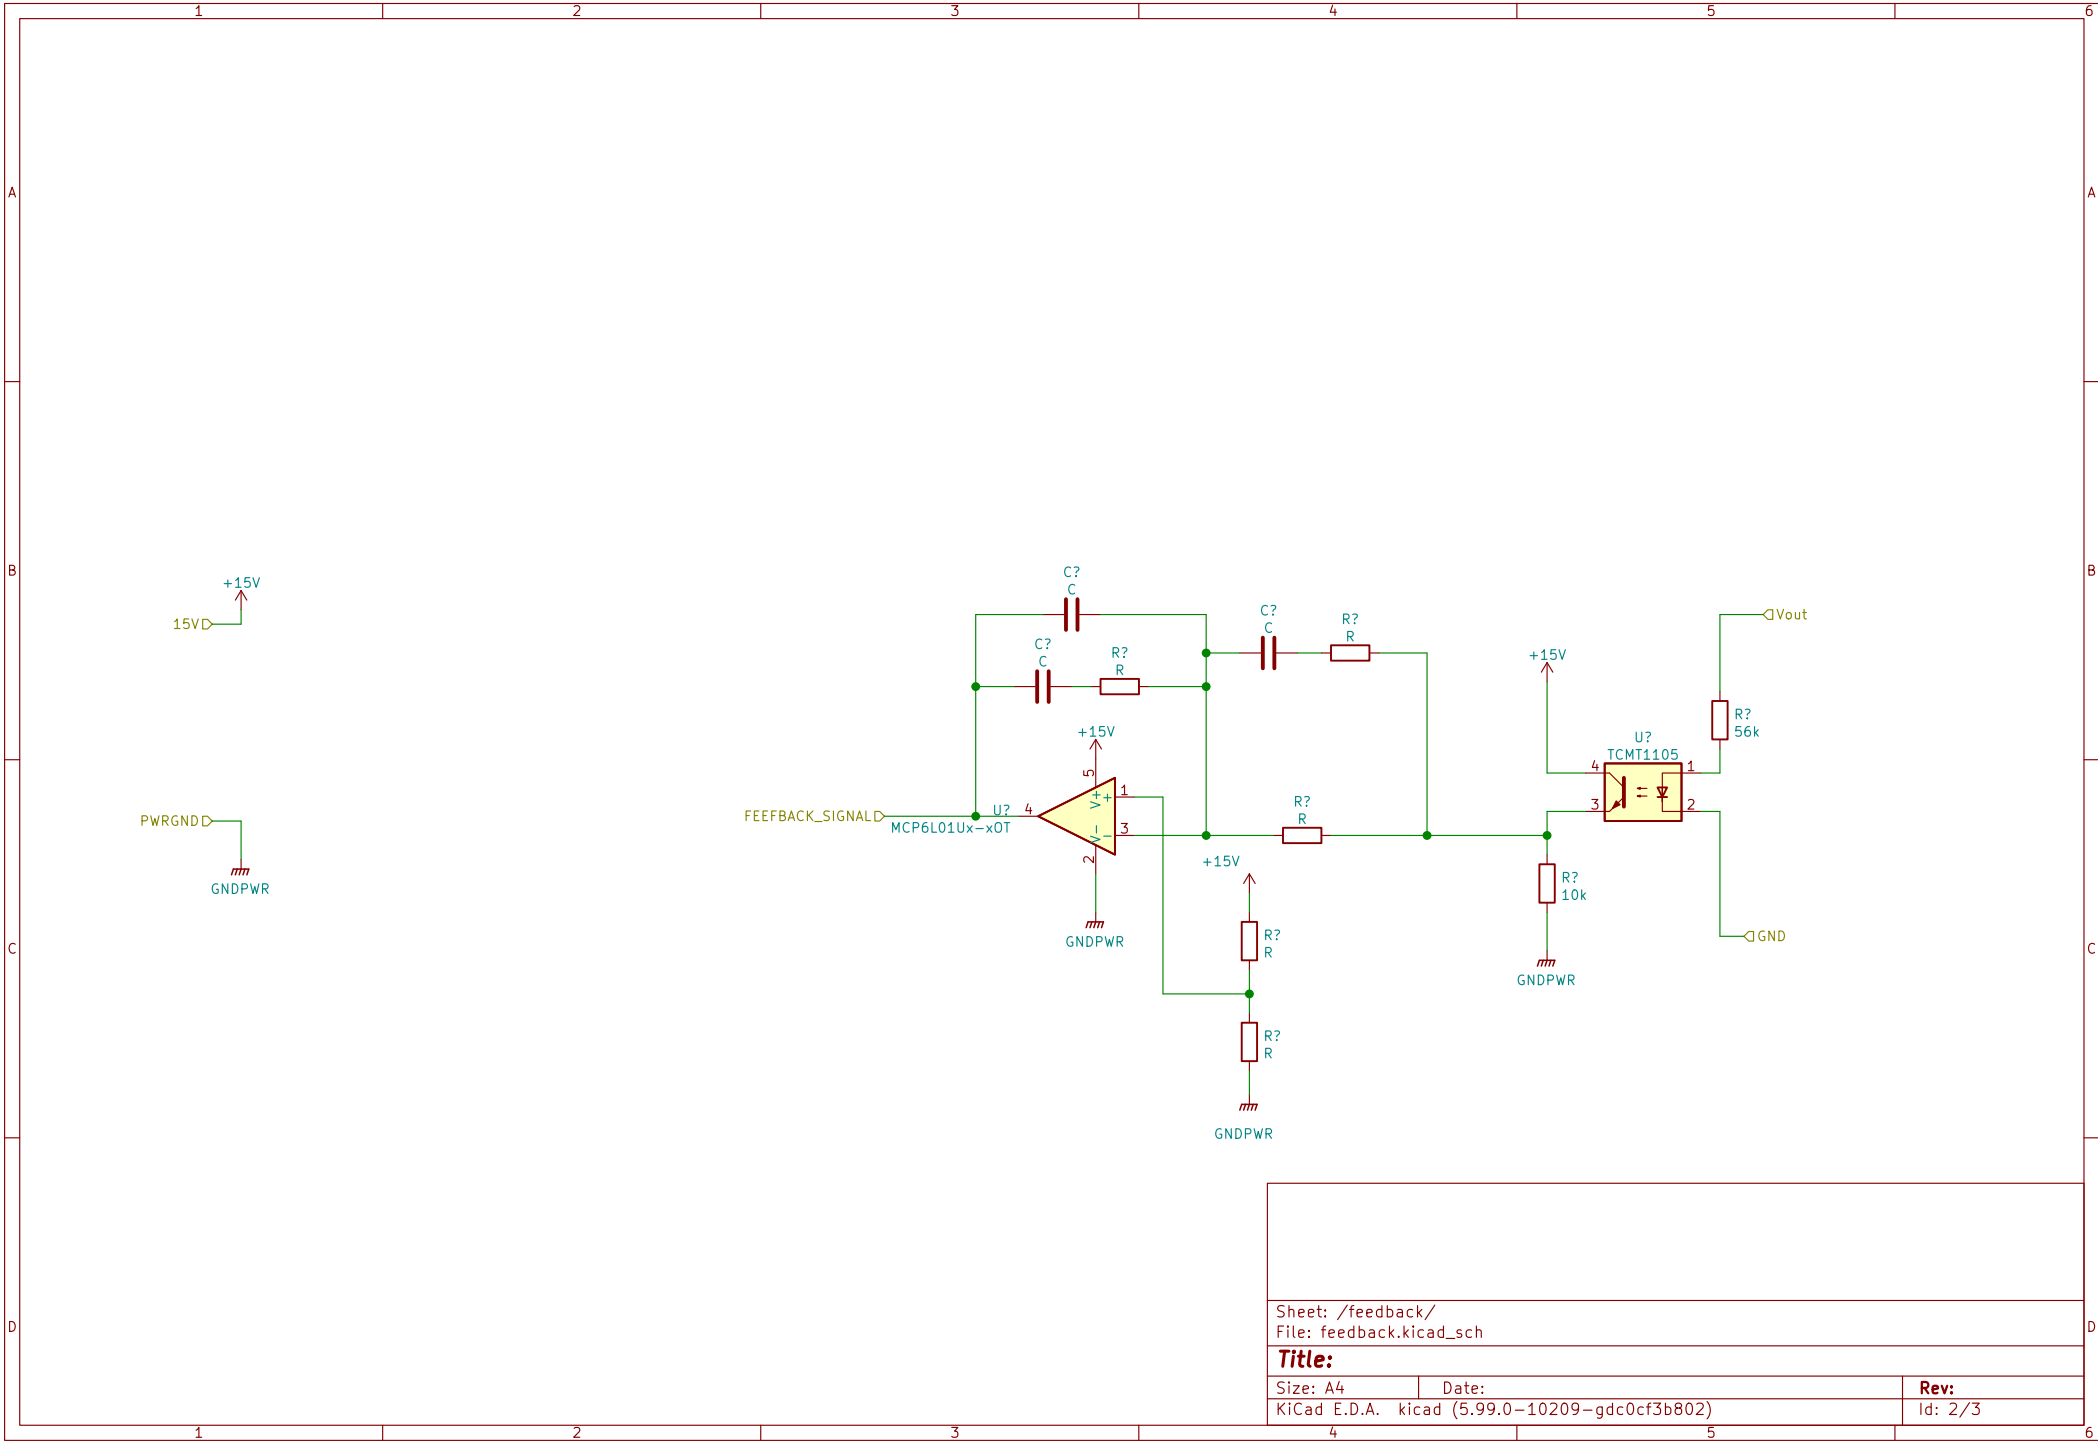 1 2 3 4 5 6
A A
B B
C C
D D
+15V
15V
PWRGND
GNDPWR
C?
C
C?
C
R?
R
C?
C
R?
R
+15V
5
V+
1
+
3
-
V-
2
4
U?
MCP6L01Ux-xOT
FEEFBACK_SIGNAL
GNDPWR
R?
R
+15V
R?
R
R?
R
GNDPWR
+15V
U?
TCMT1105
4
3
1
2
R?
10k
GNDPWR
Vout
R?
56k
GND
Sheet: /feedback/
File: feedback.kicad_sch
Title:
Size: A4 Date: Rev:
KiCad E.D.A. kicad (5.99.0-10209-gdc0cf3b802) Id: 2/3
1 2 3 4 5 6